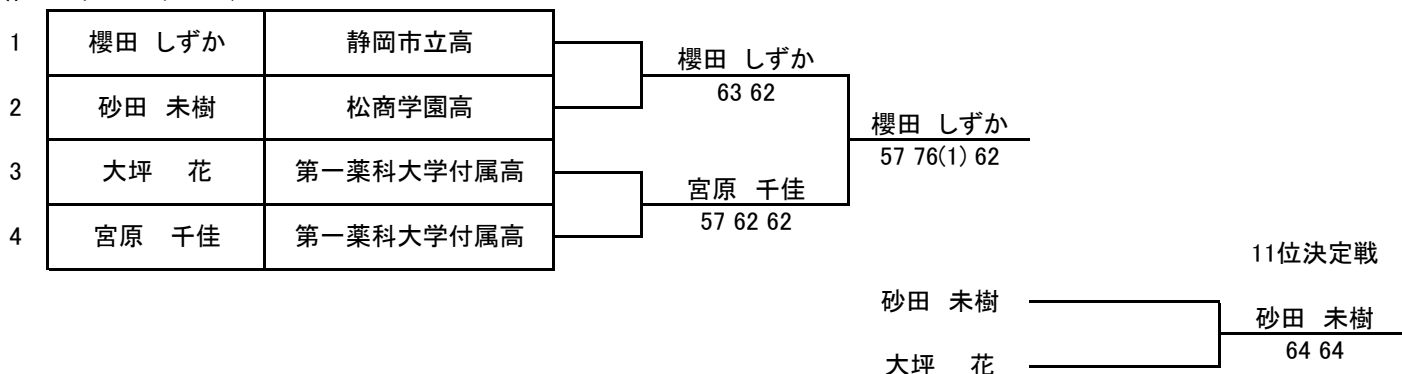 1 櫻田 しずか 静岡市立高
櫻田 しずか
63 62
2 砂田 未樹 松商学園高
櫻田 しずか
57 76(1) 62
3 大坪 花 第一薬科大学付属高
宮原 千佳
57 62 62
4 宮原 千佳 第一薬科大学付属高
11位決定戦
砂田 未樹
砂田 未樹
64 64
大坪 花